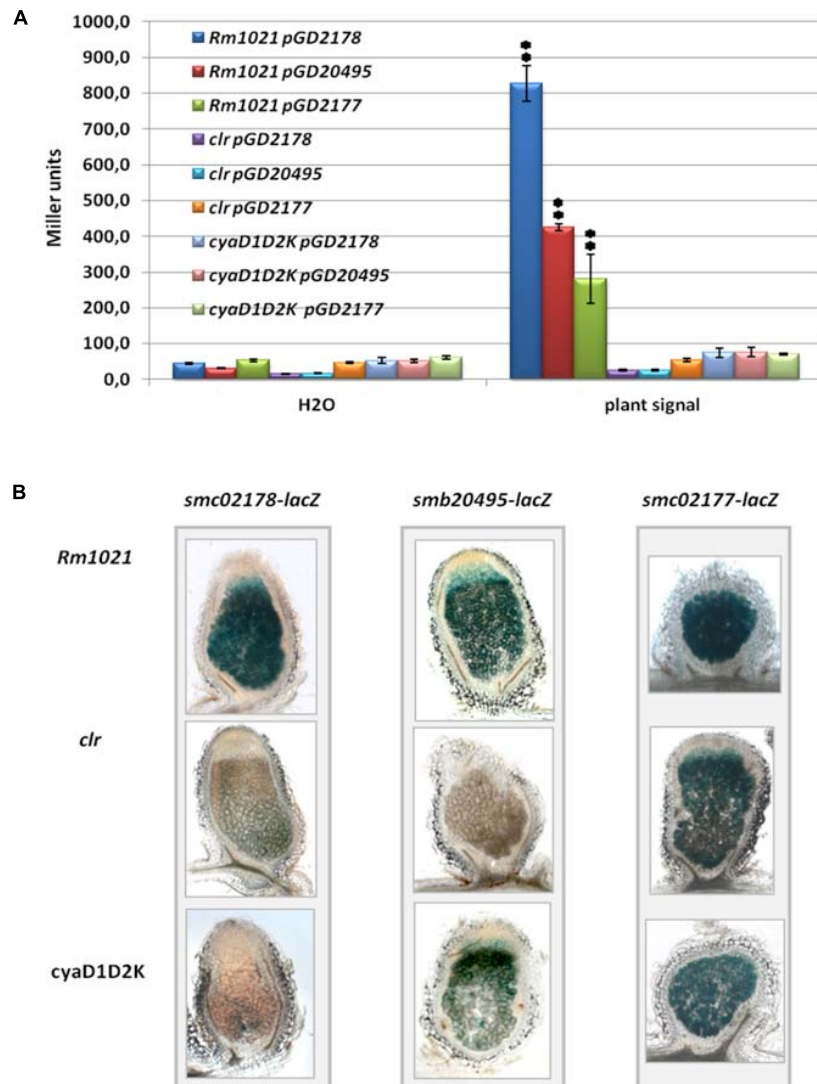 A
1000,0
900,0
800,0
700,0
600,0
500,0
400,0
300,0
200,0
100,0
0,0
Miller units
Rm1021 pGD2178
Rm1021 pGD20495
Rm1021 pGD2177
clr pGD2178
clr pGD20495
clr pGD2177
cyaD1D2K pGD2178
cyaD1D2K pGD20495
cyaD1D2K pGD2177
**
**
**
H2O
plant signal
B
smc02178-lacZ
smb20495-lacZ
smc02177-lacZ
Rm1021
clr
cyaD1D2K